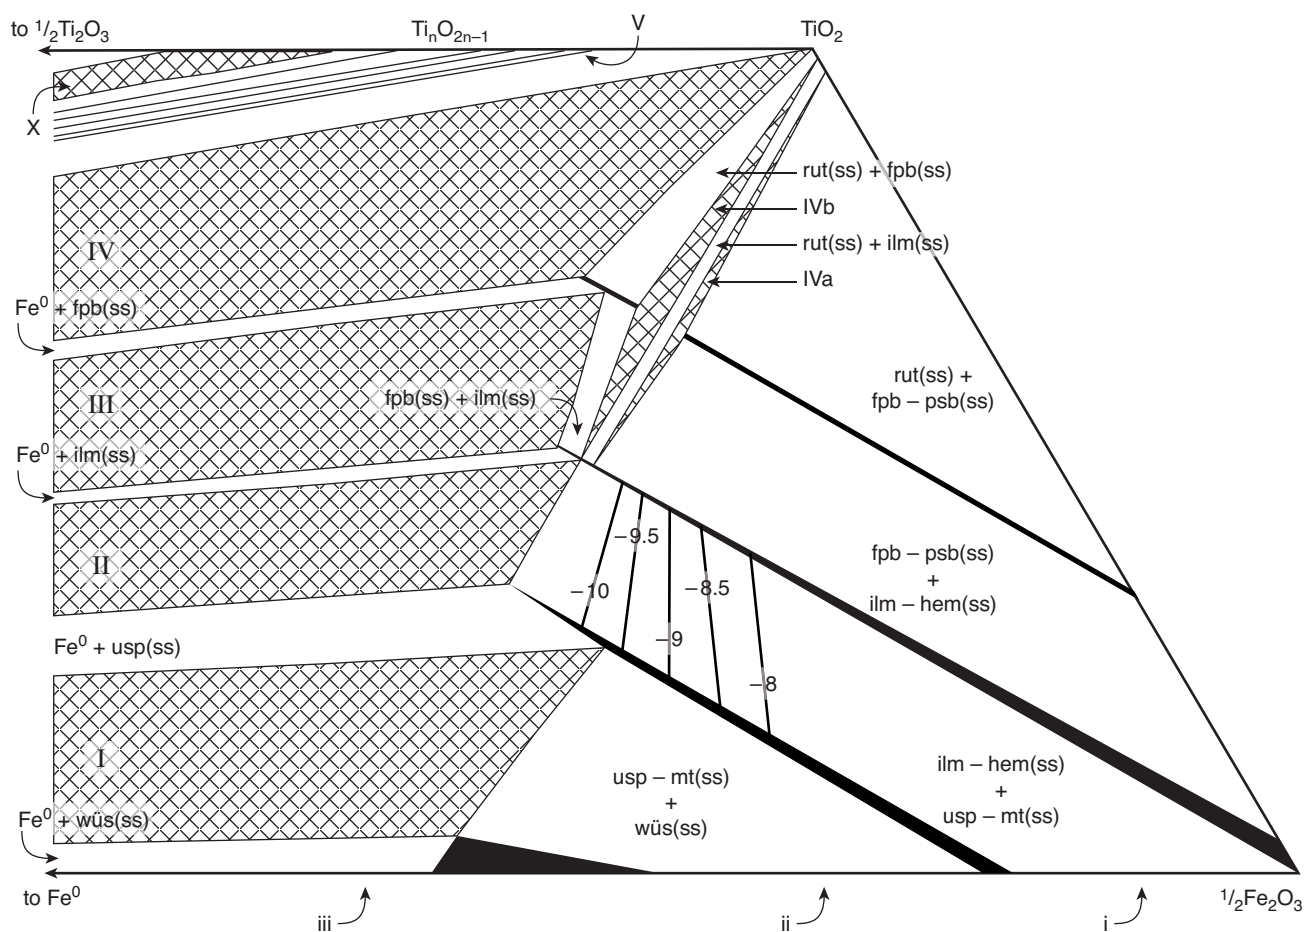 to 1/2Ti2O3
TinO2n–1
V
TiO2
X
rut(ss) + fpb(ss)
IVb
rut(ss) + ilm(ss)
IVa
IV
Fe0 + fpb(ss)
III
fpb(ss) + ilm(ss)
rut(ss) +
fpb – psb(ss)
Fe0 + ilm(ss)
II
–9.5
–10
–8.5
–9
–8
fpb – psb(ss)
+
ilm – hem(ss)
Fe0 + usp(ss)
I
usp – mt(ss)
+
wüs(ss)
ilm – hem(ss)
+
usp – mt(ss)
Fe0 + wüs(ss)
to Fe0
1/2Fe2O3
iii
ii
i